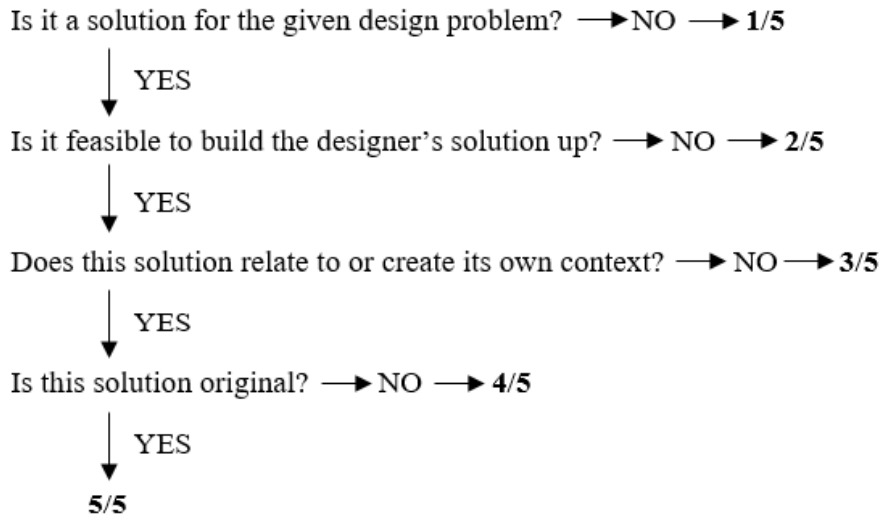 Is it a solution for the given design problem? NO 1/5
YES
Is it feasible to build the designer's solution up? NO 2/5
YES
Does this solution relate to or create its own context? NO 3/5
YES
Is this solution original? NO 4/5
YES
5/5